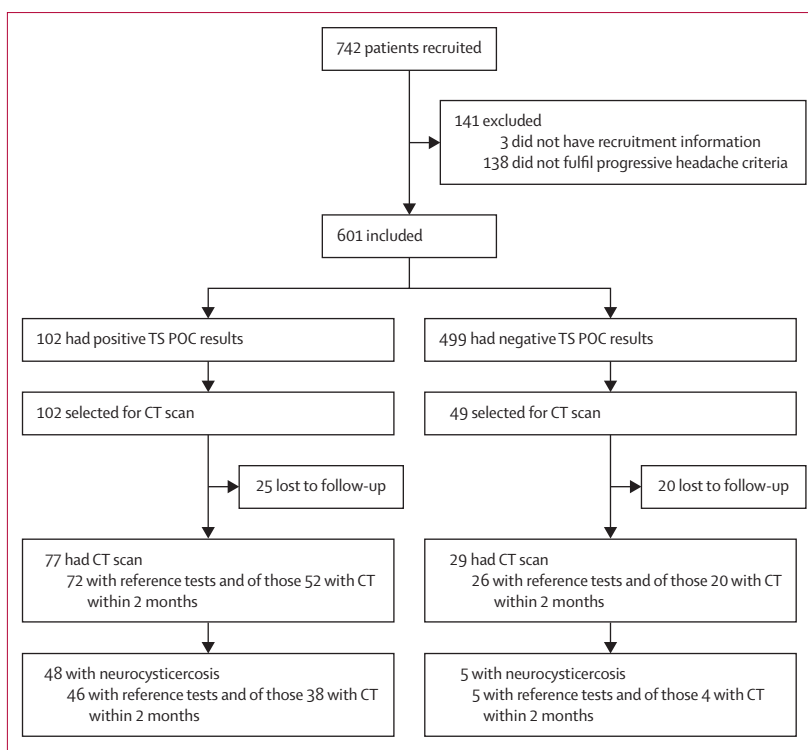 742 patients recruited
141 excluded
3 did not have recruitment information
138 did not fulfil progressive headache criteria
601 included
102 had positive TS POC results
499 had negative TS POC results
102 selected for CT scan
49 selected for CT scan
25 lost to follow-up
20 lost to follow-up
77 had CT scan
72 with reference tests and of those 52 with CT
within 2 months
29 had CT scan
26 with reference tests and of those 20 with CT
within 2 months
48 with neurocysticercosis
46 with reference tests and of those 38 with CT
within 2 months
5 with neurocysticercosis
5 with reference tests and of those 4 with CT
within 2 months